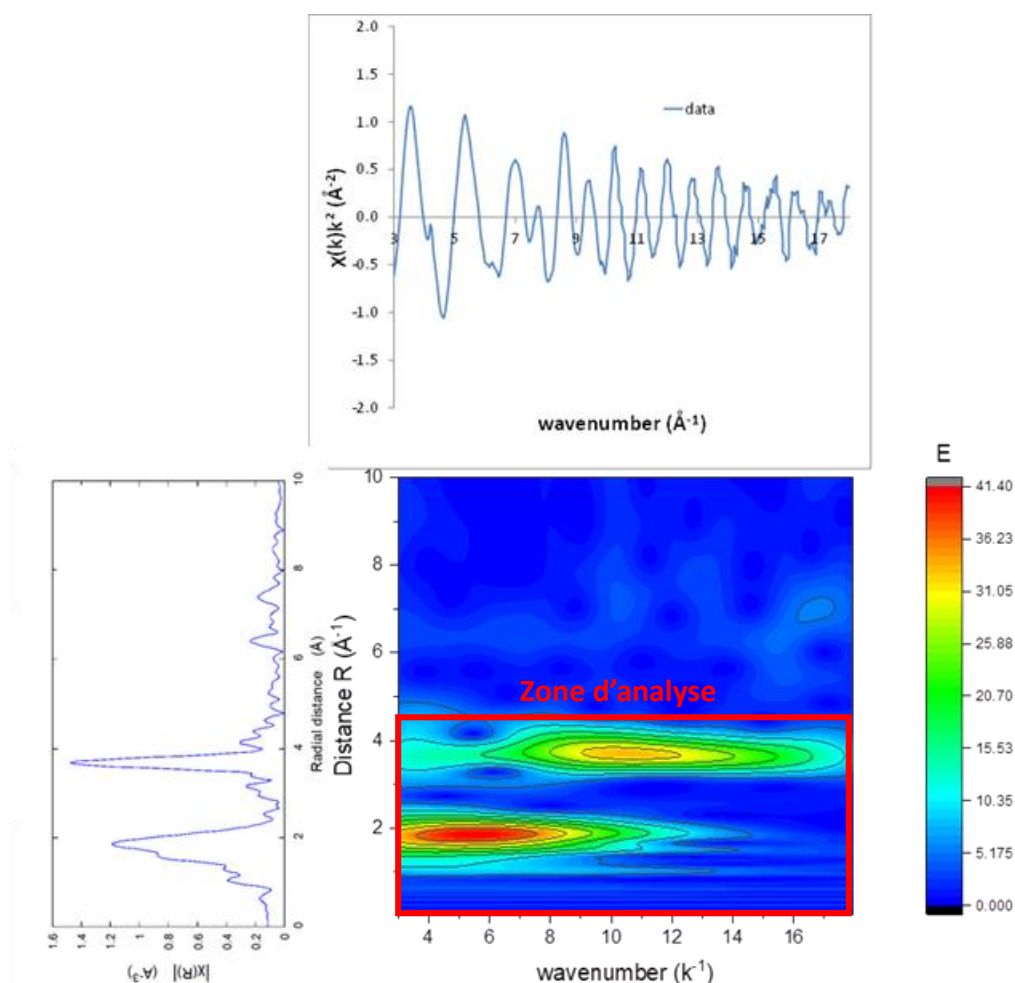 2.0
1.5
1.0
0.5
0.0
-0.5
-1.0
-1.5
-2.0
χ(k)k² (Å⁻²)
data
3 5 7 9 11 13 15 17
wavenumber (Å⁻¹)
10
8
6
4
2
0
Radial distance (Å)
1.6 1.4 1.2 1 0.8 0.6 0.4 0.2 0
|χ(R)| (Å⁻³)
10
8
6
4
2
Distance R (Å⁻¹)
Zone d'analyse
4 6 8 10 12 14 16
wavenumber (k⁻¹)
E
41.40
36.23
31.05
25.88
20.70
15.53
10.35
5.175
0.000